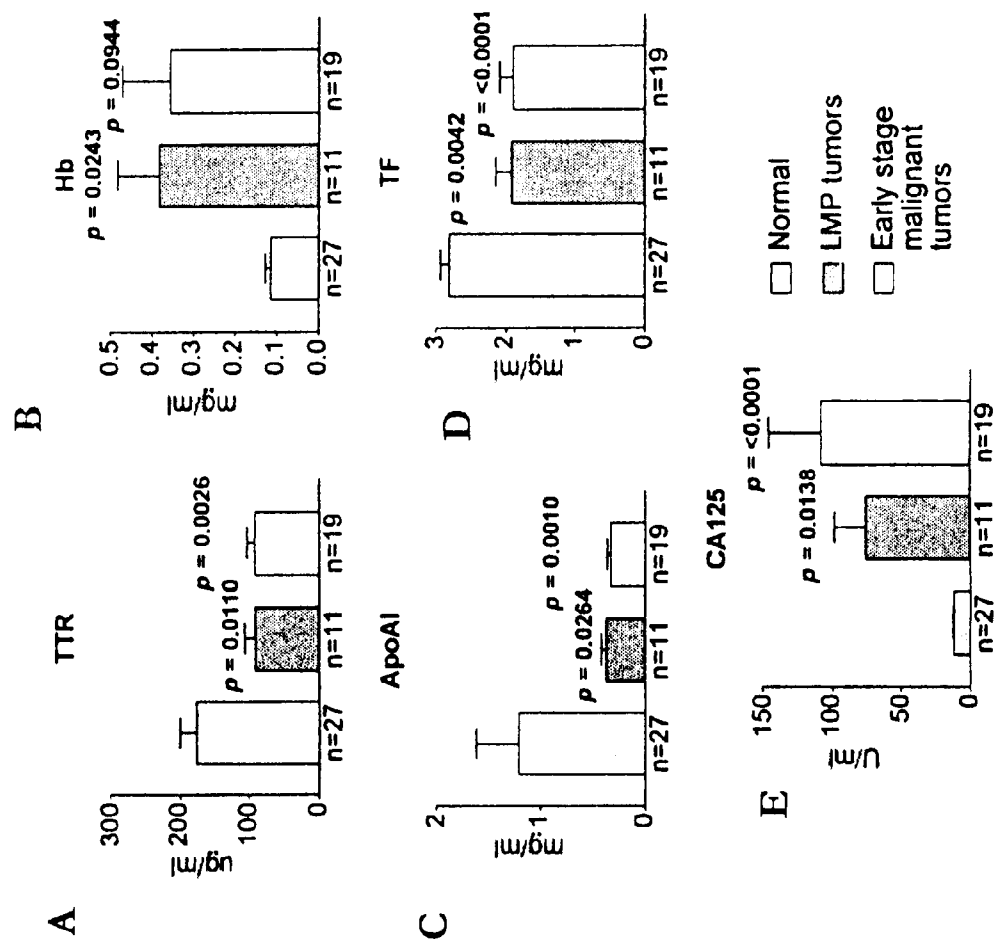 A
TTR
300
200
100
0
ug/ml
p = 0.0110
p = 0.0026
n=27
n=11
n=19
B
Hb
0.5
0.4
0.3
0.2
0.1
0.0
mg/ml
p = 0.0243
p = 0.0944
n=27
n=11
n=19
C
ApoAI
2
1
0
mg/ml
p = 0.0264
p = 0.0010
n=27
n=11
n=19
D
TF
3
2
1
0
mg/ml
p = 0.0042
p = <0.0001
n=27
n=11
n=19
E
CA125
150
100
50
0
U/ml
p = 0.0138
p = <0.0001
n=27
n=11
n=19
Normal
LMP tumors
Early stage
malignant
tumors